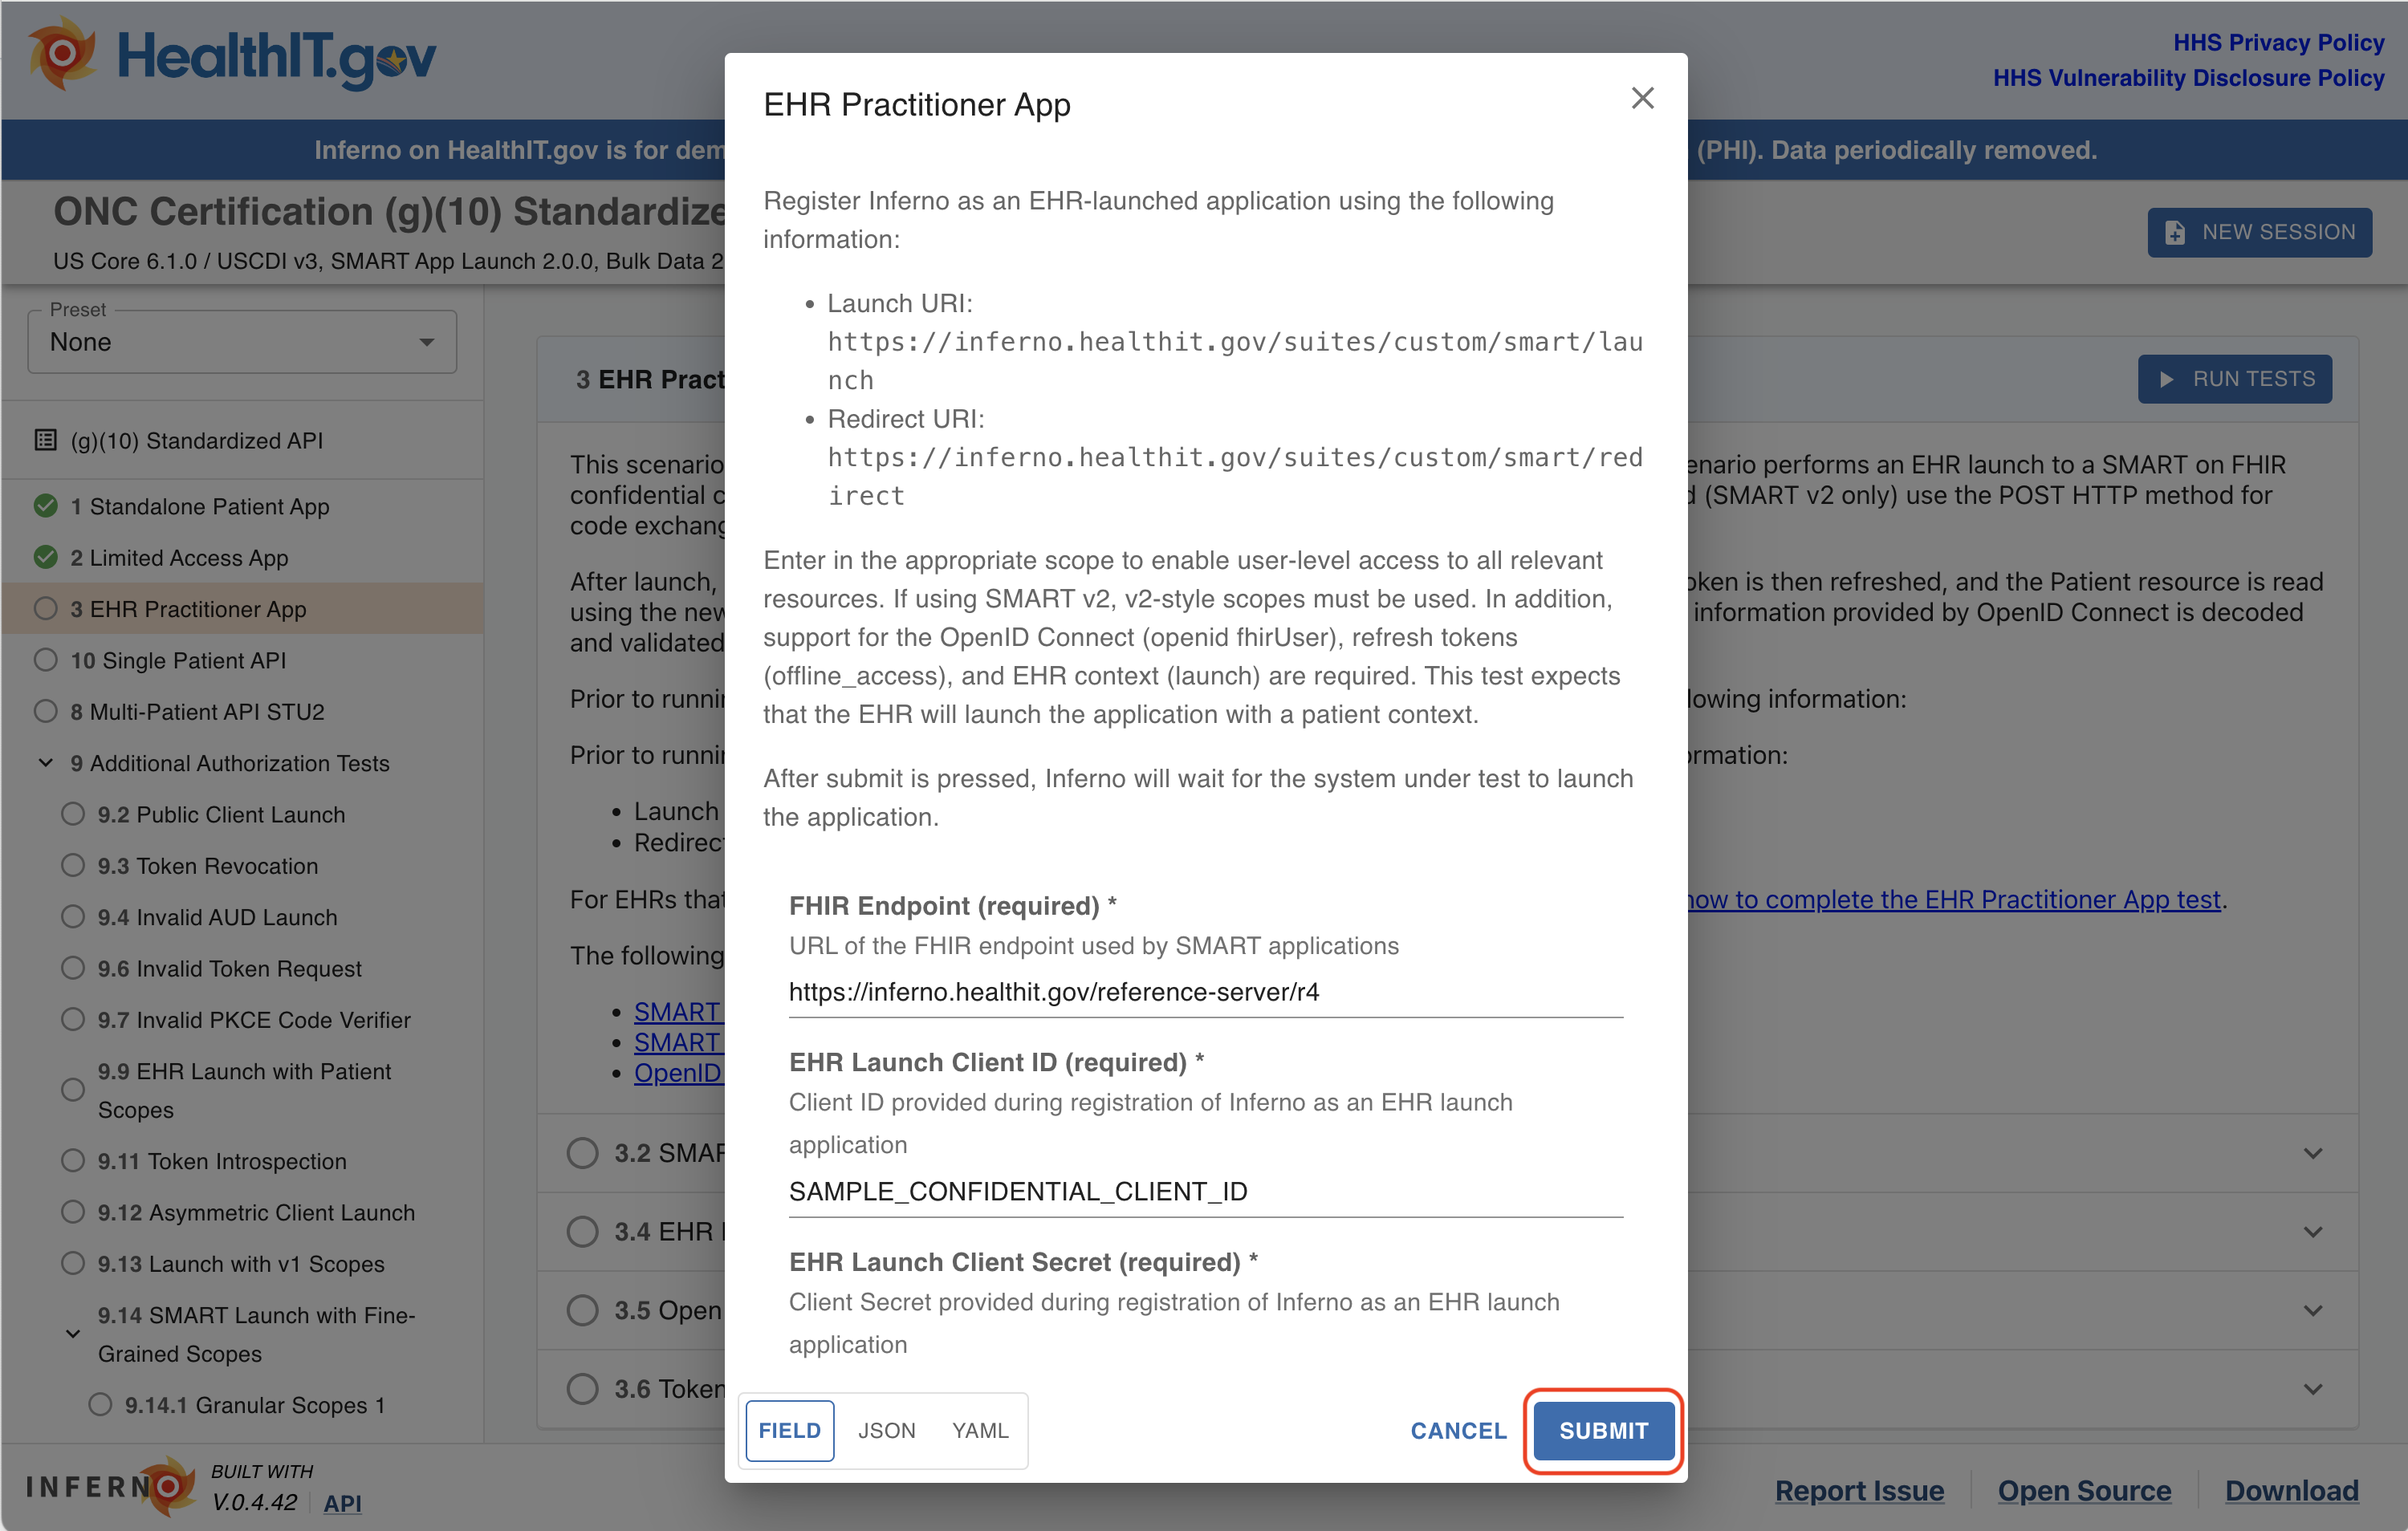 HealthIT.gov
HHS Privacy Policy
HHS Vulnerability Disclosure Policy
Inferno on HealthIT.gov is for dem
(PHI). Data periodically removed.
ONC Certification (g)(10) Standardize
US Core 6.1.0 / USCDI v3, SMART App Launch 2.0.0, Bulk Data 2
NEW SESSION
Preset
None
(g)(10) Standardized API
1 Standalone Patient App
2 Limited Access App
3 EHR Practitioner App
10 Single Patient API
8 Multi-Patient API STU2
9 Additional Authorization Tests
9.2 Public Client Launch
9.3 Token Revocation
9.4 Invalid AUD Launch
9.6 Invalid Token Request
9.7 Invalid PKCE Code Verifier
9.9 EHR Launch with Patient
Scopes
9.11 Token Introspection
9.12 Asymmetric Client Launch
9.13 Launch with v1 Scopes
9.14 SMART Launch with Fine-
Grained Scopes
9.14.1 Granular Scopes 1
3 EHR Pract
RUN TESTS
This scenario
enario performs an EHR launch to a SMART on FHIR
confidential c
d (SMART v2 only) use the POST HTTP method for
code exchang
After launch,
oken is then refreshed, and the Patient resource is read
using the new
information provided by OpenID Connect is decoded
and validated
Prior to runnin
lowing information:
Prior to runnin
ormation:
Launch
Redirect
For EHRs that
how to complete the EHR Practitioner App test.
The following
SMART
SMART
OpenID
3.2 SMAR
3.4 EHR
3.5 Open
3.6 Token
EHR Practitioner App
Register Inferno as an EHR-launched application using the following
information:
• Launch URI:
https://inferno.healthit.gov/suites/custom/smart/lau
nch
• Redirect URI:
https://inferno.healthit.gov/suites/custom/smart/red
irect
Enter in the appropriate scope to enable user-level access to all relevant
resources. If using SMART v2, v2-style scopes must be used. In addition,
support for the OpenID Connect (openid fhirUser), refresh tokens
(offline_access), and EHR context (launch) are required. This test expects
that the EHR will launch the application with a patient context.
After submit is pressed, Inferno will wait for the system under test to launch
the application.
FHIR Endpoint (required) *
URL of the FHIR endpoint used by SMART applications
https://inferno.healthit.gov/reference-server/r4
EHR Launch Client ID (required) *
Client ID provided during registration of Inferno as an EHR launch
application
SAMPLE_CONFIDENTIAL_CLIENT_ID
EHR Launch Client Secret (required) *
Client Secret provided during registration of Inferno as an EHR launch
application
FIELD JSON YAML
CANCEL SUBMIT
INFERNO
BUILT WITH
V.0.4.42 API
Report Issue
Open Source
Download